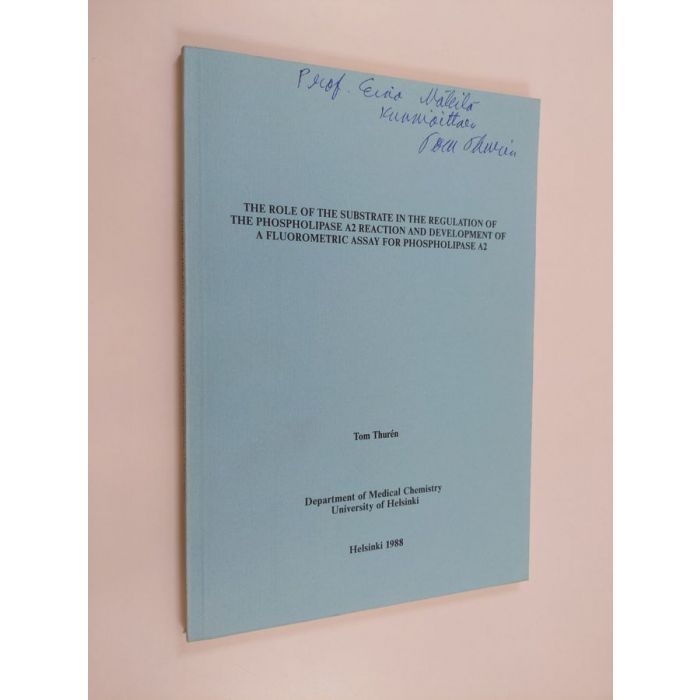 Prof. Eino Mäkilä
kunnioittaen
Tom Thurén
THE ROLE OF THE SUBSTRATE IN THE REGULATION OF
THE PHOSPHOLIPASE A2 REACTION AND DEVELOPMENT OF
A FLUOROMETRIC ASSAY FOR PHOSPHOLIPASE A2
Tom Thurén
Department of Medical Chemistry
University of Helsinki
Helsinki 1988